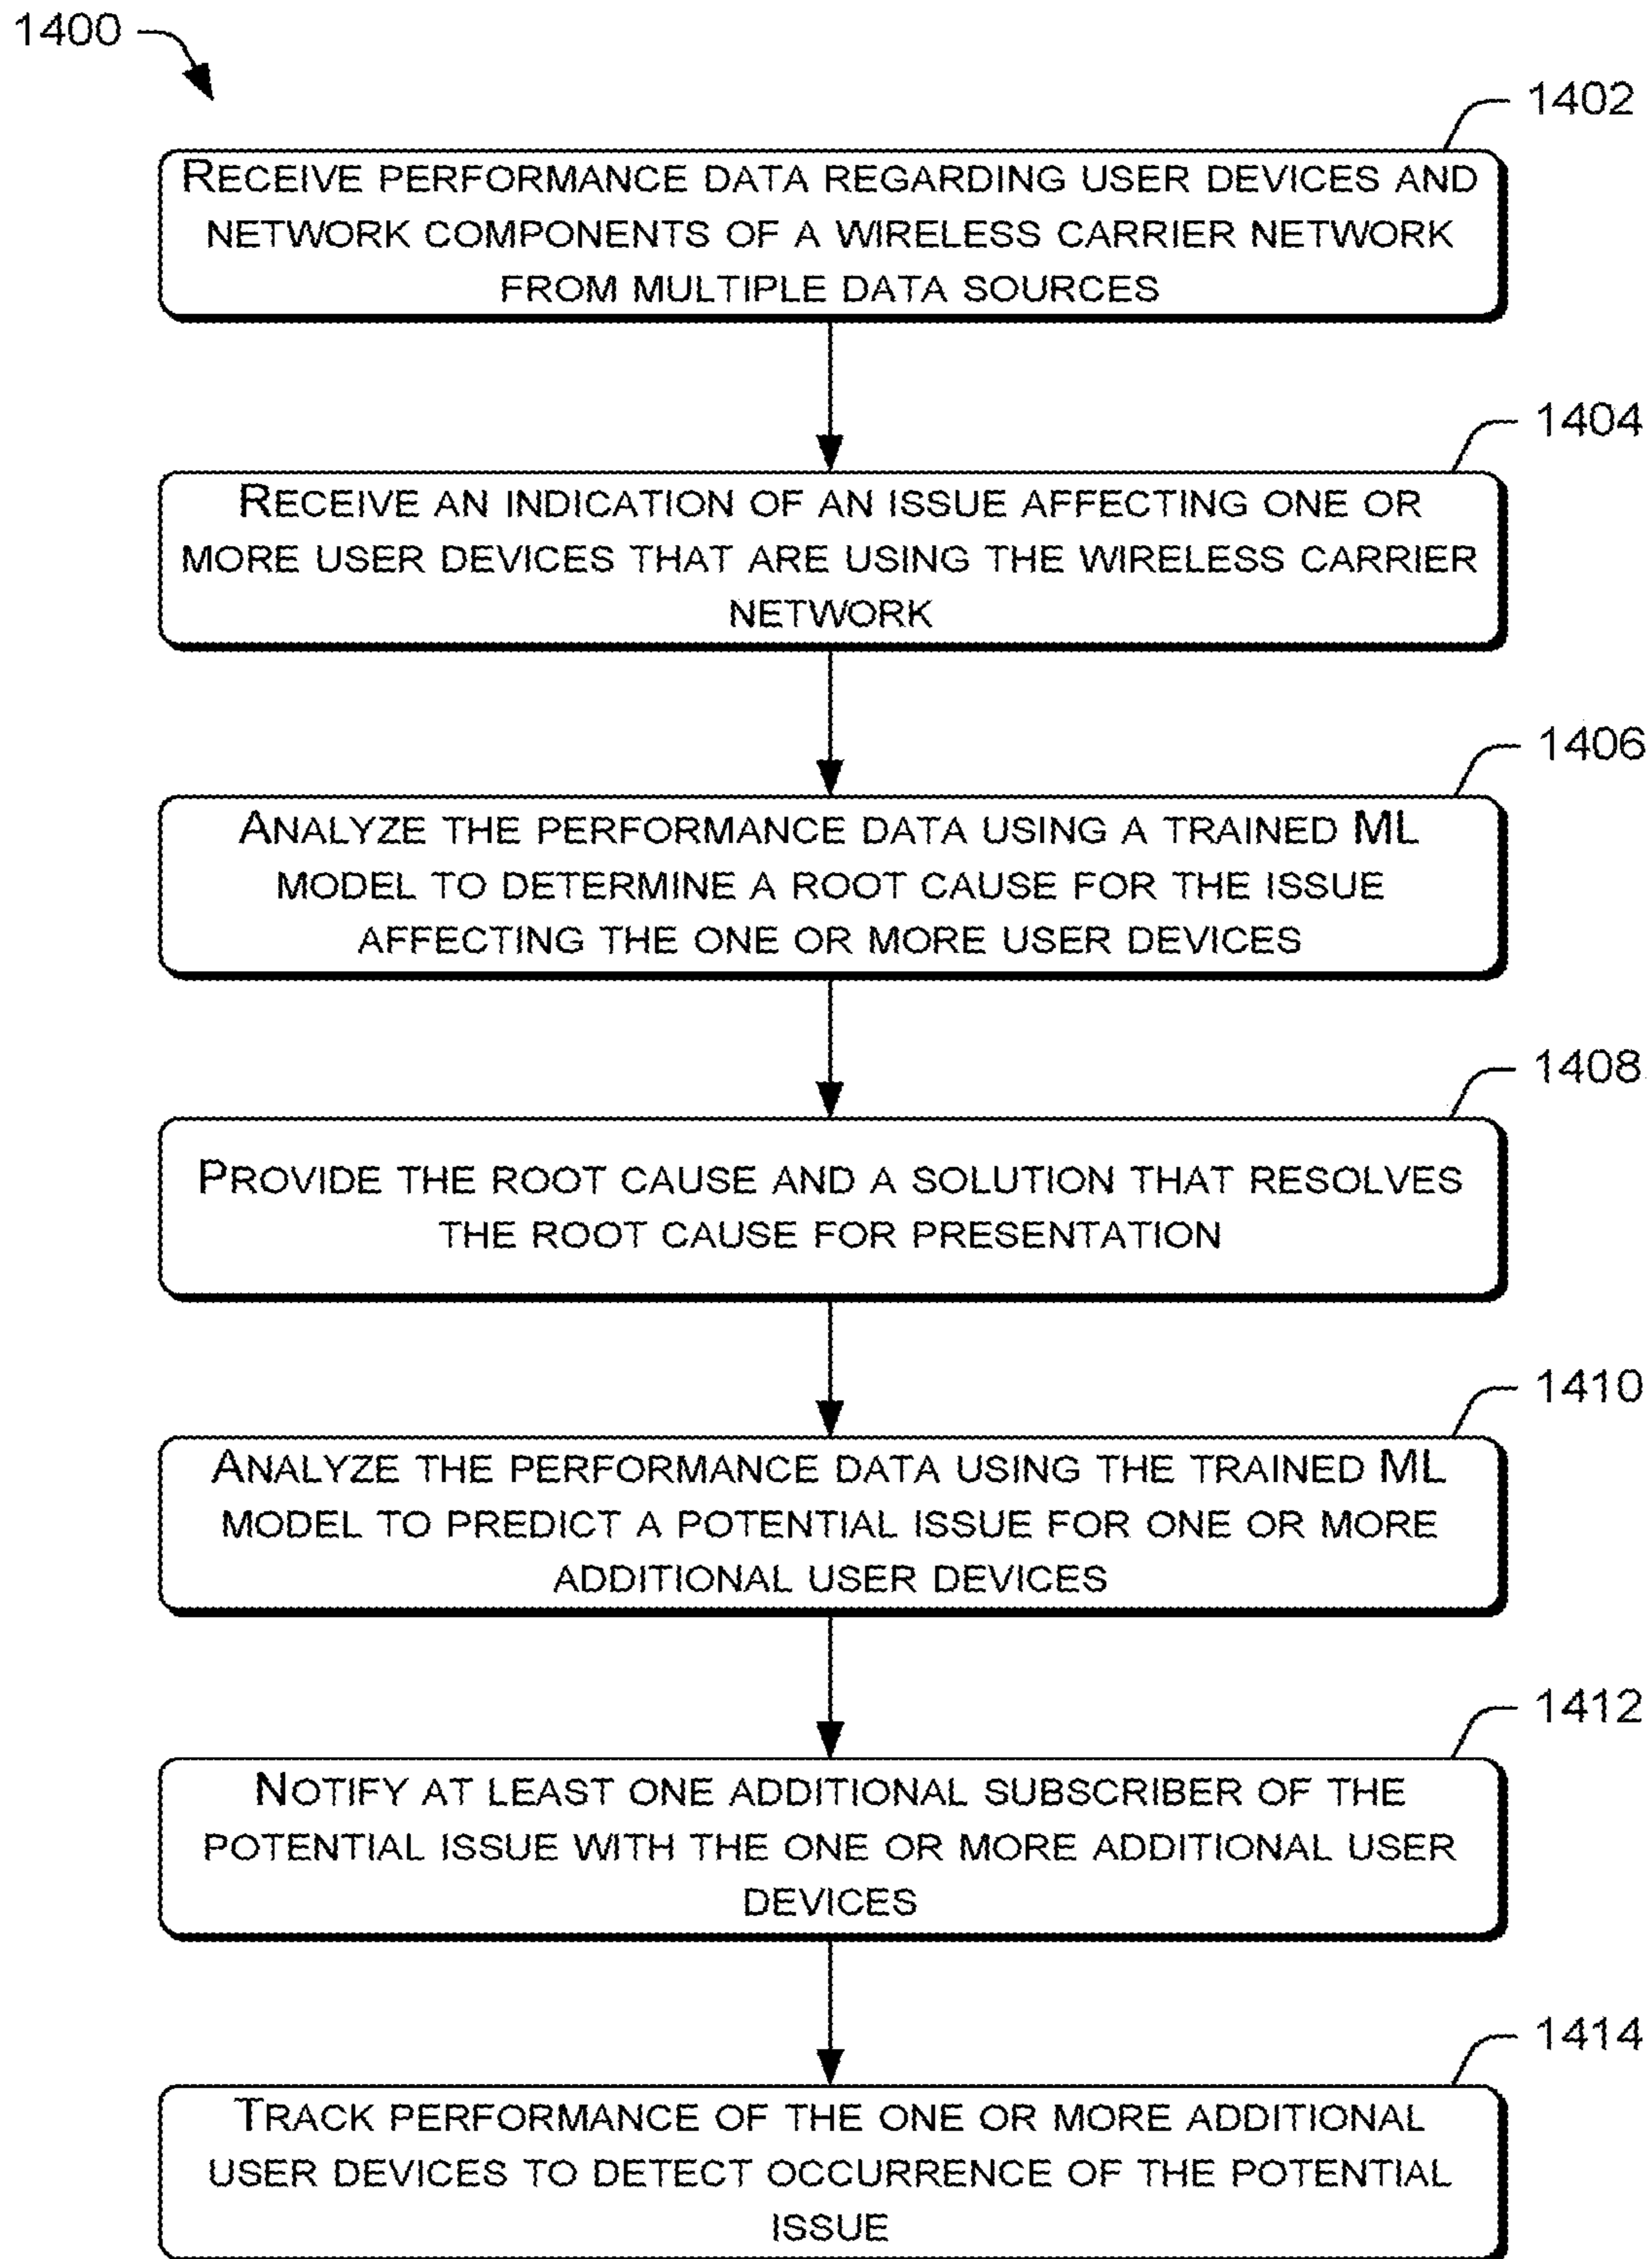 1400
1402
RECEIVE PERFORMANCE DATA REGARDING USER DEVICES AND
NETWORK COMPONENTS OF A WIRELESS CARRIER NETWORK
FROM MULTIPLE DATA SOURCES
1404
RECEIVE AN INDICATION OF AN ISSUE AFFECTING ONE OR
MORE USER DEVICES THAT ARE USING THE WIRELESS CARRIER
NETWORK
1406
ANALYZE THE PERFORMANCE DATA USING A TRAINED ML
MODEL TO DETERMINE A ROOT CAUSE FOR THE ISSUE
AFFECTING THE ONE OR MORE USER DEVICES
1408
PROVIDE THE ROOT CAUSE AND A SOLUTION THAT RESOLVES
THE ROOT CAUSE FOR PRESENTATION
1410
ANALYZE THE PERFORMANCE DATA USING THE TRAINED ML
MODEL TO PREDICT A POTENTIAL ISSUE FOR ONE OR MORE
ADDITIONAL USER DEVICES
1412
NOTIFY AT LEAST ONE ADDITIONAL SUBSCRIBER OF THE
POTENTIAL ISSUE WITH THE ONE OR MORE ADDITIONAL USER
DEVICES
1414
TRACK PERFORMANCE OF THE ONE OR MORE ADDITIONAL
USER DEVICES TO DETECT OCCURRENCE OF THE POTENTIAL
ISSUE